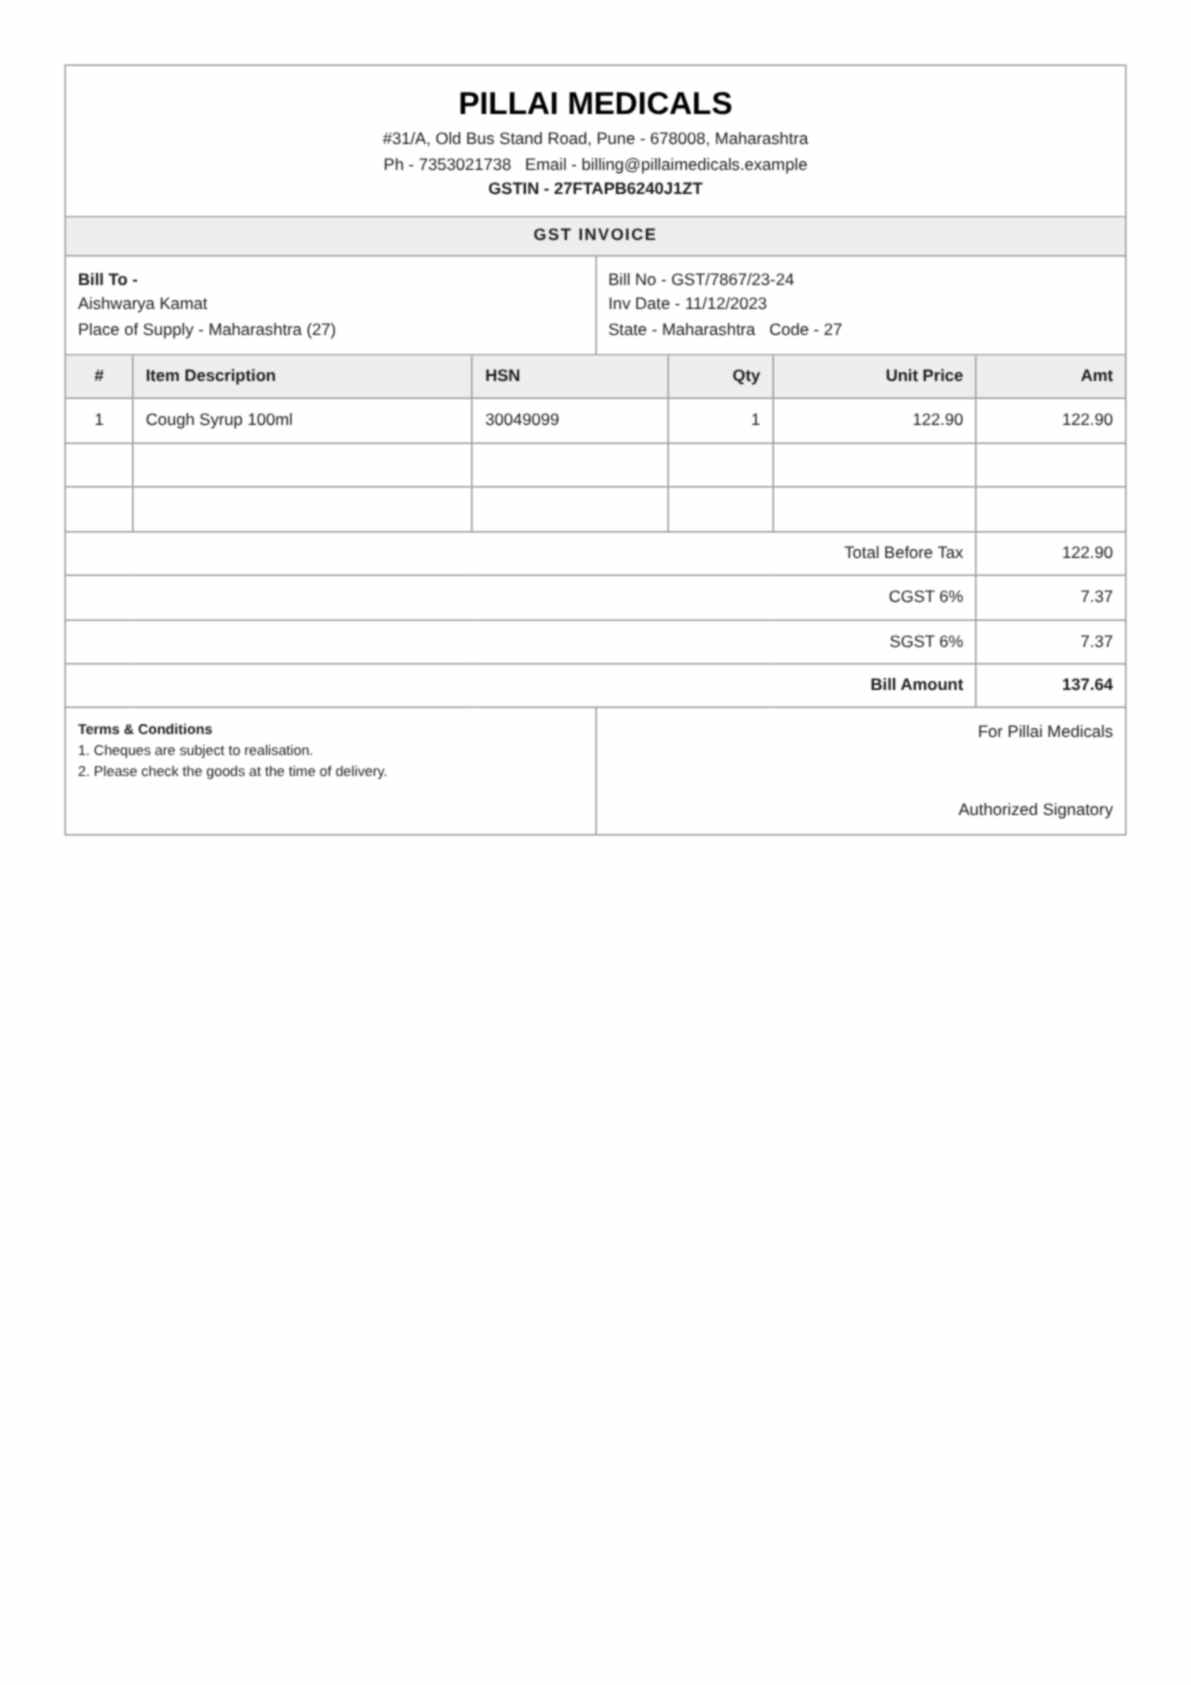 PILLAI MEDICALS
#31/A, Old Bus Stand Road, Pune - 678008, Maharashtra
Ph - 7353021738 Email - billing@pillaimedicals.example
GSTIN - 27FTAPB6240J1ZT
GST INVOICE
Bill To -
Aishwarya Kamat
Place of Supply - Maharashtra (27)
Bill No - GST/7867/23-24
Inv Date - 11/12/2023
State - Maharashtra Code - 27
# Item Description HSN Qty Unit Price Amt
1 Cough Syrup 100ml 30049099 1 122.90 122.90
Total Before Tax 122.90
CGST 6% 7.37
SGST 6% 7.37
Bill Amount 137.64
Terms & Conditions
1. Cheques are subject to realisation.
2. Please check the goods at the time of delivery.
For Pillai Medicals
Authorized Signatory